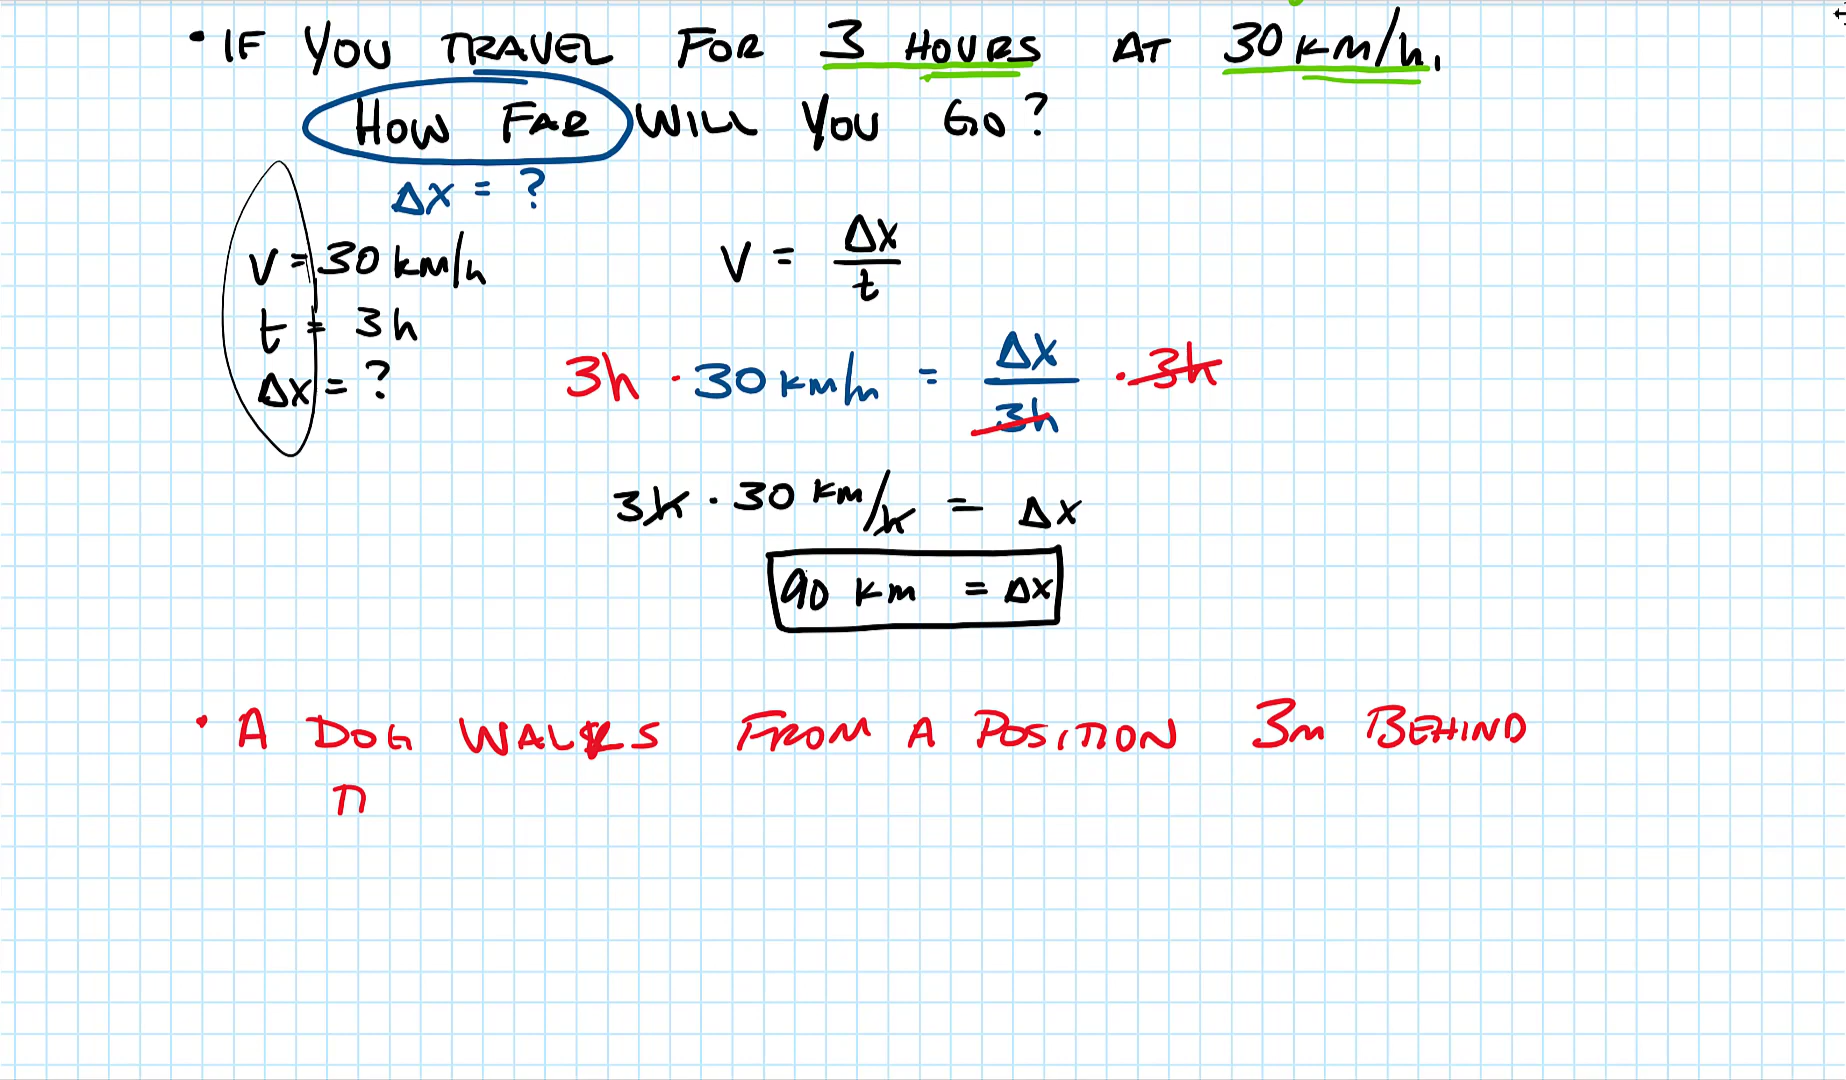 • IF YOU TRAVEL FOR 3 HOURS AT 30 km/h.
HOW FAR WILL YOU GO?
Δx = ?
v = 30 km/h
t = 3h
Δx = ?
v = Δx/t
3h · 30 km/h = Δx/3h · 3h
3h · 30 km/h = Δx
90 km = Δx
• A DOG WALKS FROM A POSITION 3m BEHIND